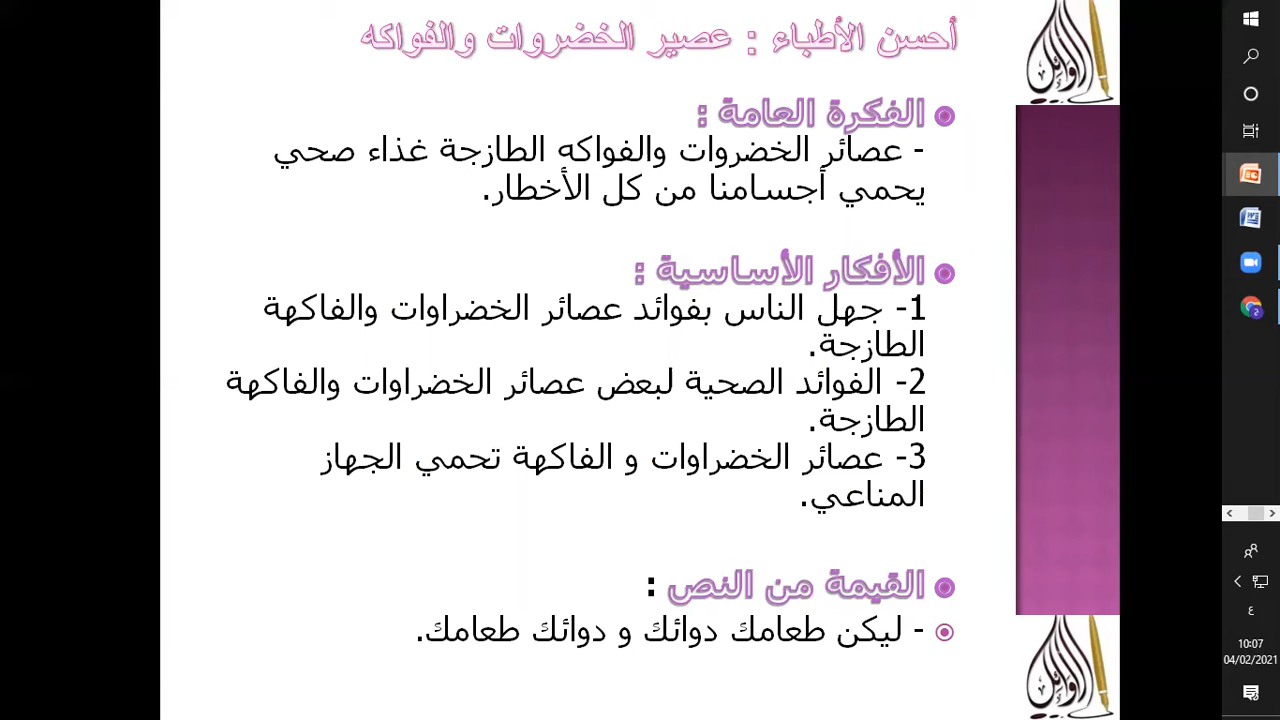 أحسن الأطباء : عصير الخضروات والفواكه
الفكرة العامة :
- عصائر الخضروات والفواكه الطازجة غذاء صحي
يحمي أجسامنا من كل الأخطار.
الأفكار الأساسية :
1- جهل الناس بفوائد عصائر الخضراوات والفاكهة
الطازجة.
2- الفوائد الصحية لبعض عصائر الخضراوات والفاكهة
الطازجة.
3- عصائر الخضراوات و الفاكهة تحمي الجهاز
المناعي.
القيمة من النص :
- ليكن طعامكَ دوائكَ و دوائكَ طعامكَ.
الأوايل
الأوايل
ع
10:07
04/02/2021